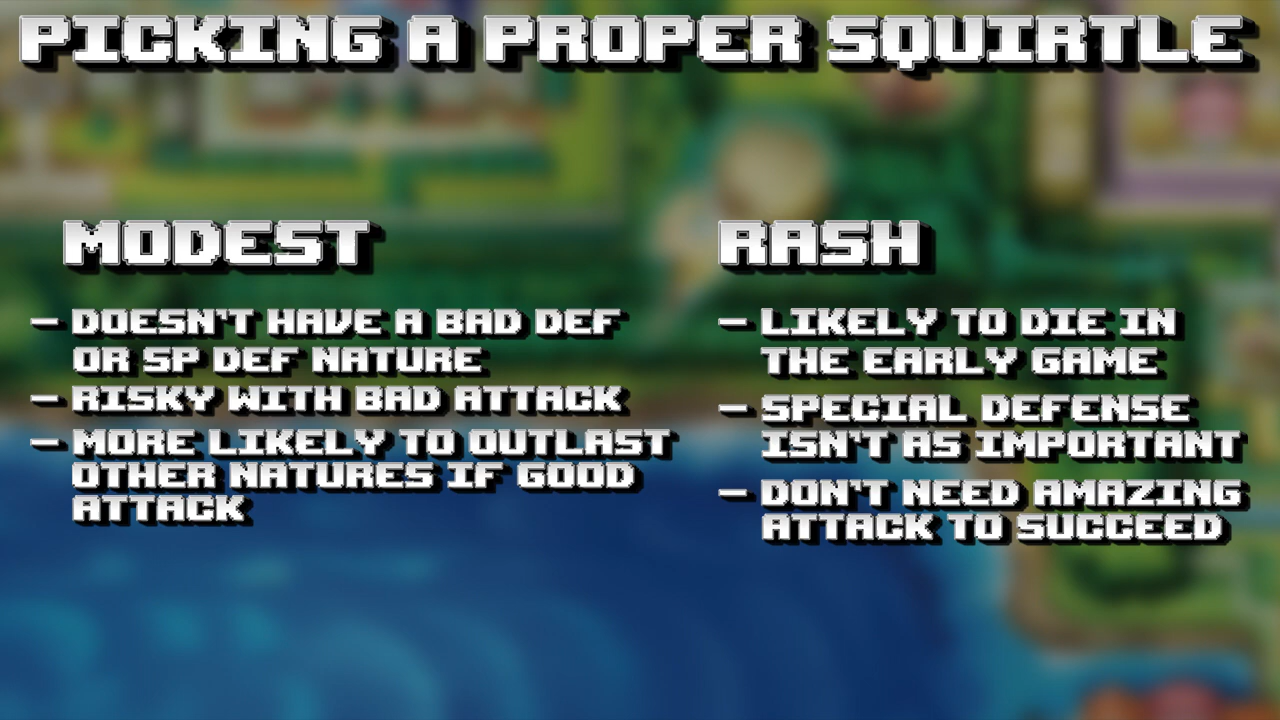 PICKING A PROPER SQUIRTLE
MODEST
- DOESN'T HAVE A BAD DEF
OR SP DEF NATURE
- RISKY WITH BAD ATTACK
- MORE LIKELY TO OUTLAST
OTHER NATURES IF GOOD
ATTACK
RASH
- LIKELY TO DIE IN
THE EARLY GAME
- SPECIAL DEFENSE
ISN'T AS IMPORTANT
- DON'T NEED AMAZING
ATTACK TO SUCCEED